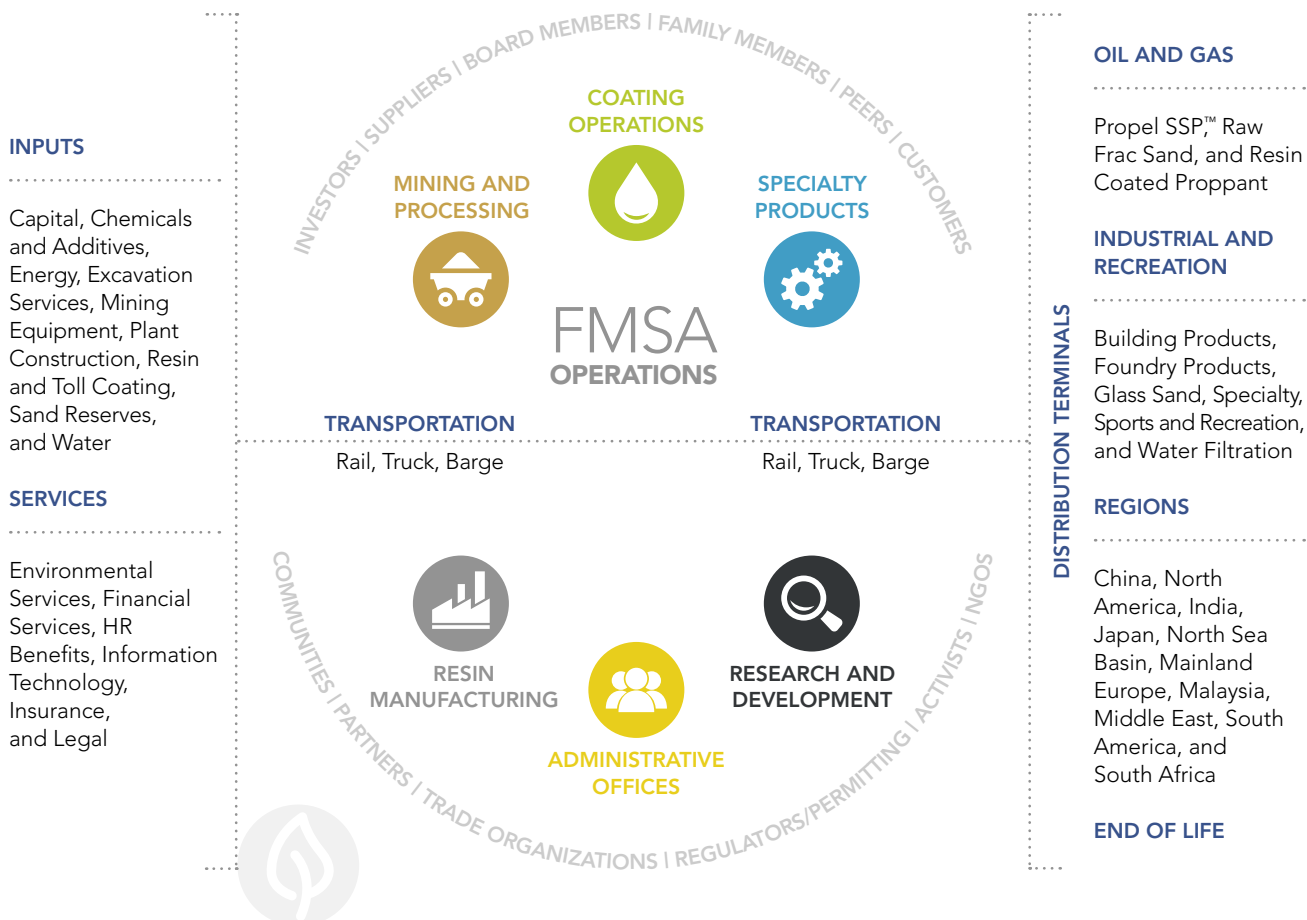 INPUTS
Capital, Chemicals
and Additives,
Energy, Excavation
Services, Mining
Equipment, Plant
Construction, Resin
and Toll Coating,
Sand Reserves,
and Water
SERVICES
Environmental
Services, Financial
Services, HR
Benefits, Information
Technology,
Insurance,
and Legal
INVESTORS | SUPPLIERS | BOARD MEMBERS | FAMILY MEMBERS | PEERS | CUSTOMERS
COATING
OPERATIONS
MINING AND
PROCESSING
SPECIALTY
PRODUCTS
FMSA
OPERATIONS
TRANSPORTATION
Rail, Truck, Barge
TRANSPORTATION
Rail, Truck, Barge
RESIN
MANUFACTURING
ADMINISTRATIVE
OFFICES
RESEARCH AND
DEVELOPMENT
COMMUNITIES | PARTNERS | TRADE ORGANIZATIONS | REGULATORS/PERMITTING | ACTIVISTS | NGOS
DISTRIBUTION TERMINALS
OIL AND GAS
Propel SSP,™ Raw
Frac Sand, and Resin
Coated Proppant
INDUSTRIAL AND
RECREATION
Building Products,
Foundry Products,
Glass Sand, Specialty,
Sports and Recreation,
and Water Filtration
REGIONS
China, North
America, India,
Japan, North Sea
Basin, Mainland
Europe, Malaysia,
Middle East, South
America, and
South Africa
END OF LIFE